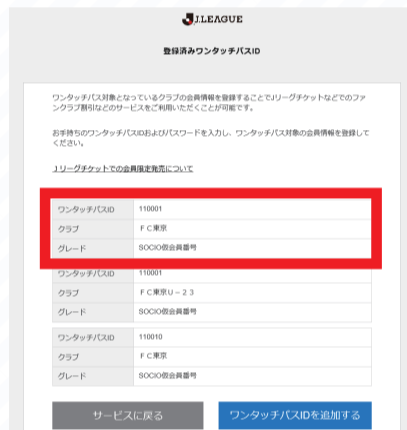 J.LEAGUE
登録済みワンタッチパスID
ワンタッチパス対象となっているクラブの会員情報を登録することでJリーグチケットなどでのファ
ンクラブ割引などのサービスをご利用いただくことが可能です。
お手持ちのワンタッチパスIDおよびパスワードを入力し、ワンタッチパス対象の会員情報を登録して
ください。
Jリーグチケットでの会員限定発売について
ワンタッチパスID 110001
クラブ FC東京
グレード SOCIO仮会員番号
ワンタッチパスID 110001
クラブ FC東京U-23
グレード SOCIO仮会員番号
ワンタッチパスID 110010
クラブ FC東京
グレード SOCIO仮会員番号
サービスに戻る ワンタッチパスIDを追加する